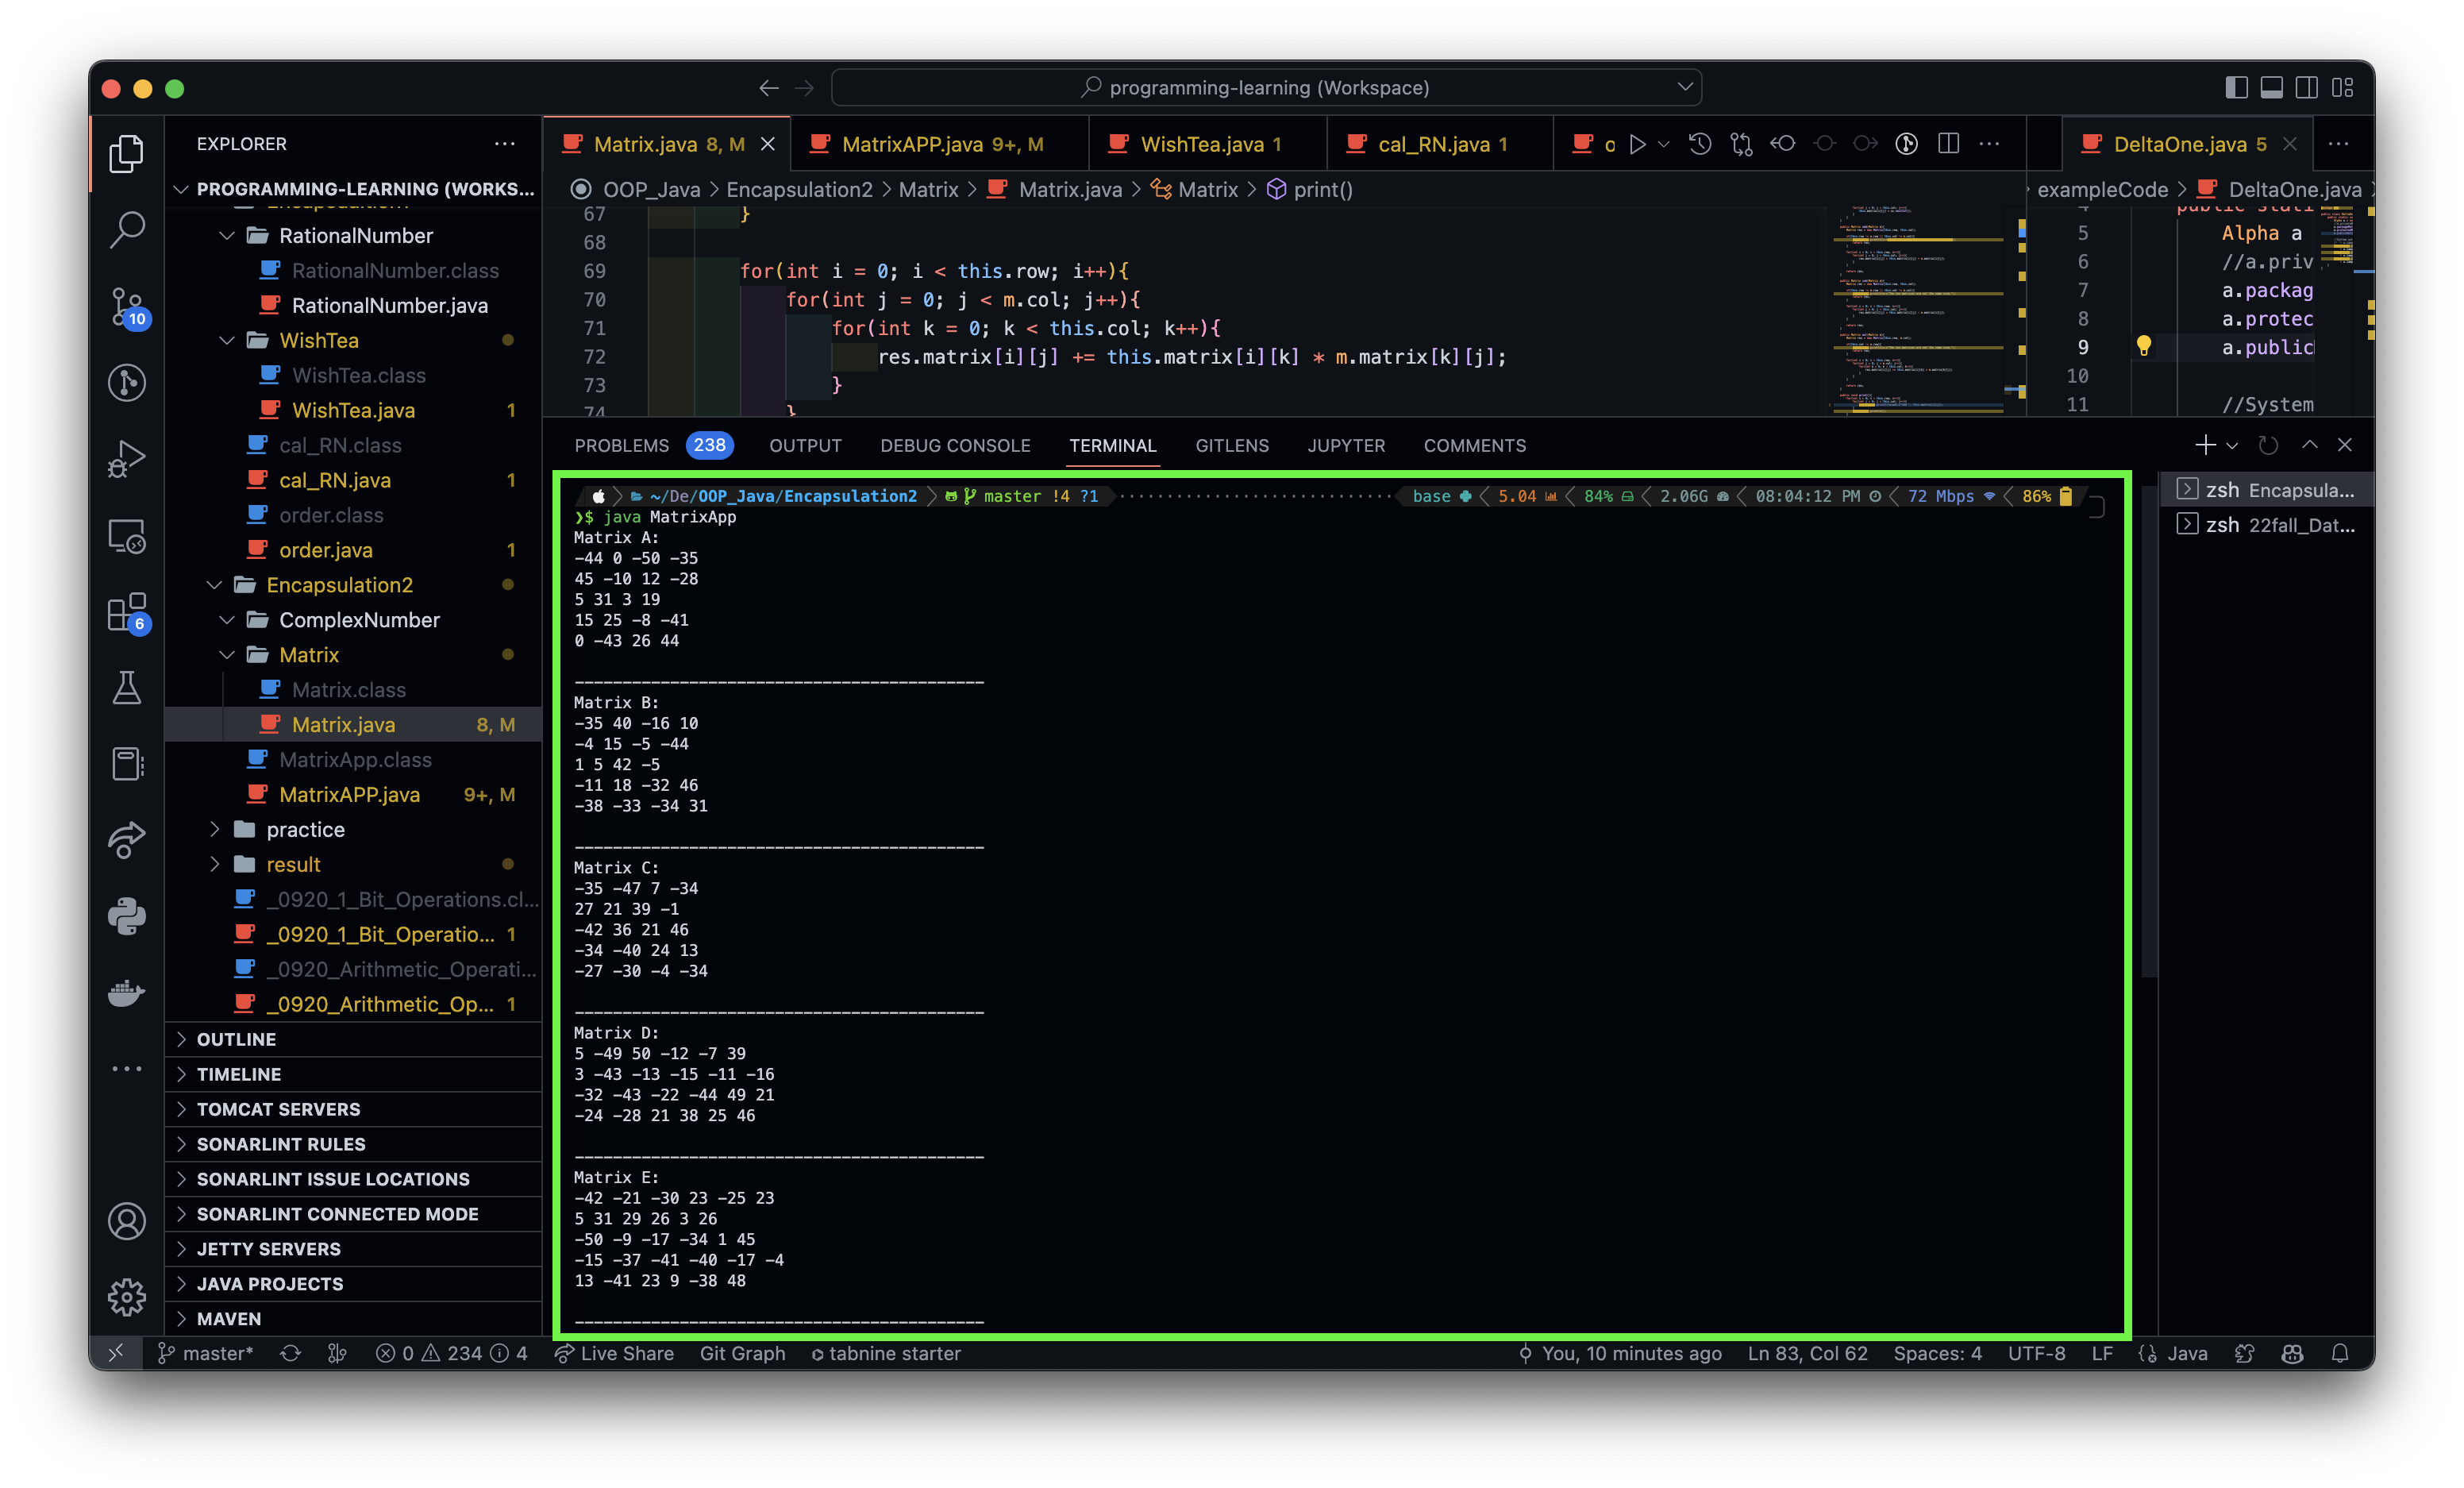 programming-learning (Workspace)
EXPLORER
PROGRAMMING-LEARNING (WORKS...
RationalNumber
RationalNumber.class
RationalNumber.java
WishTea
WishTea.class
WishTea.java 1
cal_RN.class
cal_RN.java 1
order.class
order.java 1
Encapsulation2
ComplexNumber
Matrix
Matrix.class
Matrix.java 8, M
MatrixApp.class
MatrixAPP.java 9+, M
practice
result
_0920_1_Bit_Operations.cl...
_0920_1_Bit_Operatio... 1
_0920_Arithmetic_Operati...
_0920_Arithmetic_Op... 1
OUTLINE
TIMELINE
TOMCAT SERVERS
SONARLINT RULES
SONARLINT ISSUE LOCATIONS
SONARLINT CONNECTED MODE
JETTY SERVERS
JAVA PROJECTS
MAVEN
10
6
Matrix.java 8, M MatrixAPP.java 9+, M WishTea.java 1 cal_RN.java 1 o
OOP_Java > Encapsulation2 > Matrix > Matrix.java > Matrix > print()
67 }
68
69 for(int i = 0; i < this.row; i++){
70 for(int j = 0; j < m.col; j++){
71 for(int k = 0; k < this.col; k++){
72 res.matrix[i][j] += this.matrix[i][k] * m.matrix[k][j];
73 }
74 }
DeltaOne.java 5
exampleCode > DeltaOne.java
5 Alpha a
6 //a.priv
7 a.packag
8 a.protec
9 a.public
10
11 //System
PROBLEMS 238 OUTPUT DEBUG CONSOLE TERMINAL GITLENS JUPYTER COMMENTS
~/De/OOP_Java/Encapsulation2 master !4 ?1 base 5.04 84% 2.06G 08:04:12 PM 72 Mbps 86%
❯$ java MatrixApp
Matrix A:
-44 0 -50 -35
45 -10 12 -28
5 31 3 19
15 25 -8 -41
0 -43 26 44
-------------------------------------------
Matrix B:
-35 40 -16 10
-4 15 -5 -44
1 5 42 -5
-11 18 -32 46
-38 -33 -34 31
-------------------------------------------
Matrix C:
-35 -47 7 -34
27 21 39 -1
-42 36 21 46
-34 -40 24 13
-27 -30 -4 -34
-------------------------------------------
Matrix D:
5 -49 50 -12 -7 39
3 -43 -13 -15 -11 -16
-32 -43 -22 -44 49 21
-24 -28 21 38 25 46
-------------------------------------------
Matrix E:
-42 -21 -30 23 -25 23
5 31 29 26 3 26
-50 -9 -17 -34 1 45
-15 -37 -41 -40 -17 -4
13 -41 23 9 -38 48
-------------------------------------------
zsh Encapsula...
zsh 22fall_Dat...
master* 0 234 4 Live Share Git Graph tabnine starter You, 10 minutes ago Ln 83, Col 62 Spaces: 4 UTF-8 LF Java